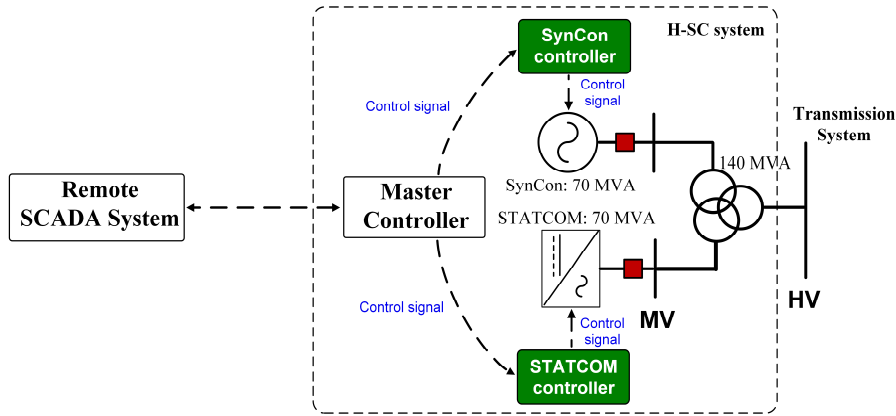 SynCon
controller
H-SC system
Control signal
Control
signal
Transmission
System
140 MVA
Remote
SCADA System
Master
Controller
SynCon: 70 MVA
STATCOM: 70 MVA
MV
HV
Control signal
Control
signal
STATCOM
controller